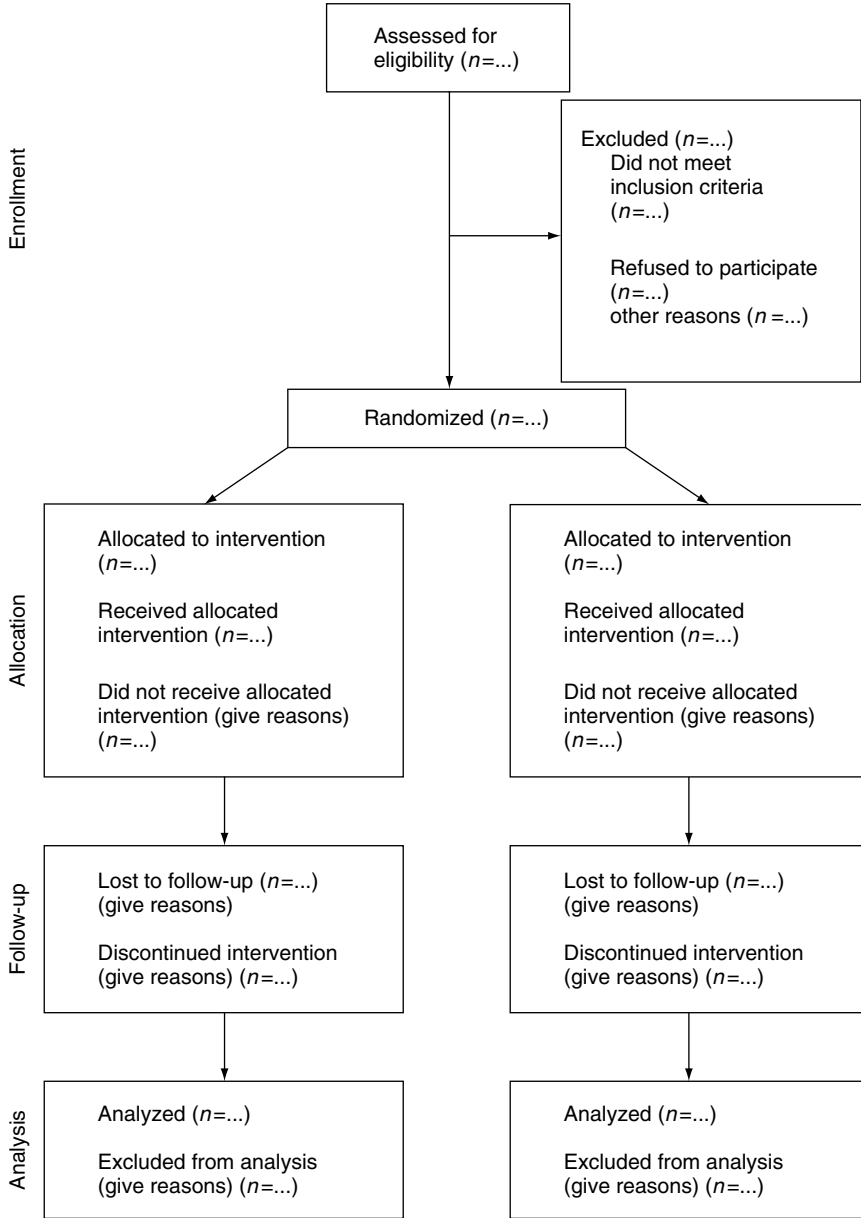 Assessed for
eligibility (n=...)
Enrollment
Excluded (n=...)
Did not meet
inclusion criteria
(n=...)
Refused to participate
(n=...)
other reasons (n =...)
Randomized (n=...)
Allocation
Allocated to intervention
(n=...)
Received allocated
intervention (n=...)
Did not receive allocated
intervention (give reasons)
(n=...)
Allocated to intervention
(n=...)
Received allocated
intervention (n=...)
Did not receive allocated
intervention (give reasons)
(n=...)
Follow-up
Lost to follow-up (n=...)
(give reasons)
Discontinued intervention
(give reasons) (n=...)
Lost to follow-up (n=...)
(give reasons)
Discontinued intervention
(give reasons) (n=...)
Analysis
Analyzed (n=...)
Excluded from analysis
(give reasons) (n=...)
Analyzed (n=...)
Excluded from analysis
(give reasons) (n=...)